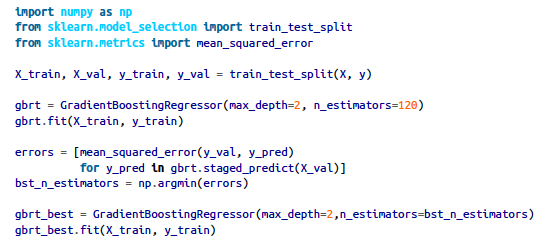 import numpy as np
from sklearn.model_selection import train_test_split
from sklearn.metrics import mean_squared_error
X_train, X_val, y_train, y_val = train_test_split(X, y)
gbrt = GradientBoostingRegressor(max_depth=2, n_estimators=120)
gbrt.fit(X_train, y_train)
errors = [mean_squared_error(y_val, y_pred)
          for y_pred in gbrt.staged_predict(X_val)]
bst_n_estimators = np.argmin(errors)
gbrt_best = GradientBoostingRegressor(max_depth=2,n_estimators=bst_n_estimators)
gbrt_best.fit(X_train, y_train)